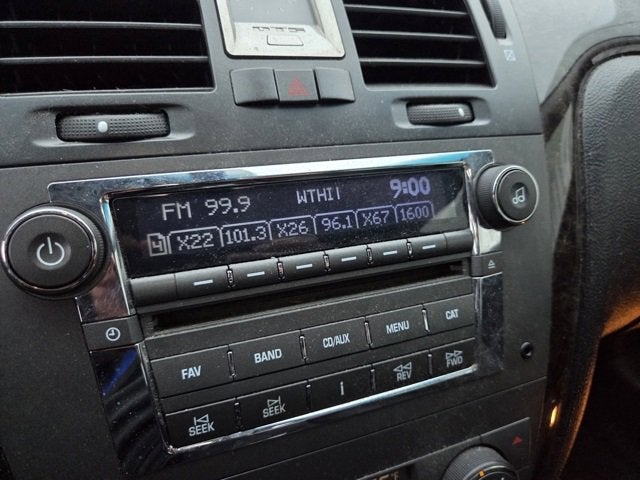 FM 99.9 WTHI 9:00
4 X22 101.3 X26 96.1 X67 1600
FAV BAND CD/AUX MENU CAT
SEEK SEEK i REV FWD